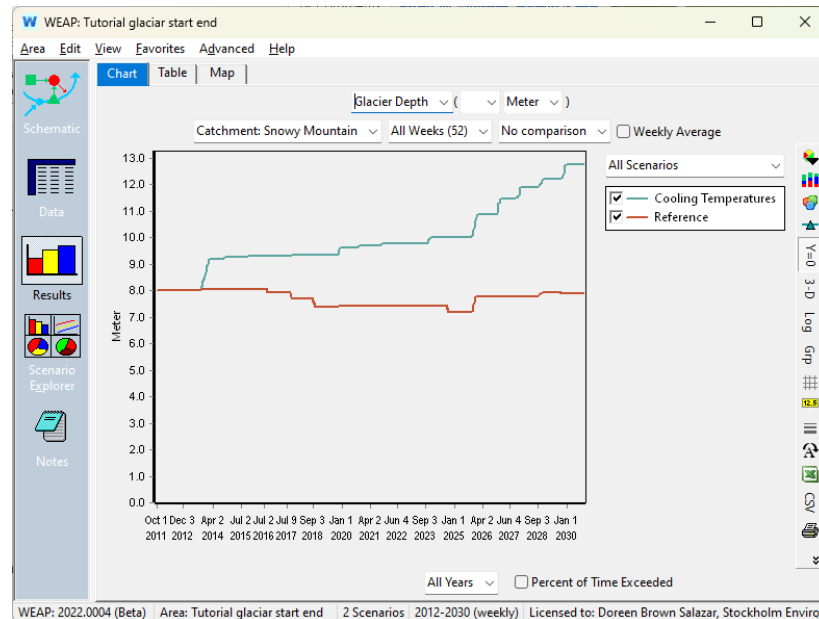 WEAP: Tutorial glaciar start end
Area Edit View Favorites Advanced Help
Chart Table Map
Schematic
Data
Results
Scenario
Explorer
Notes
Glacier Depth ( Meter )
Catchment: Snowy Mountain All Weeks (52) No comparison Weekly Average
All Scenarios
Cooling Temperatures
Reference
13.0
12.0
11.0
10.0
9.0
8.0
7.0
6.0
5.0
4.0
3.0
2.0
1.0
0.0
Meter
Oct 1 Dec 3 Apr 2 Jul 2 Jul 2 Jul 9 Sep 3 Jan 1 Apr 2 Jun 4 Sep 3 Jan 1 Apr 2 Jun 4 Sep 3 Jan 1
2011 2012 2014 2015 2016 2017 2018 2020 2021 2022 2023 2025 2026 2027 2028 2030
Y=0
3-D
Log
Grp
12.5
CSV
All Years Percent of Time Exceeded
WEAP: 2022.0004 (Beta) Area: Tutorial glaciar start end 2 Scenarios 2012-2030 (weekly) Licensed to: Doreen Brown Salazar, Stockholm Enviro